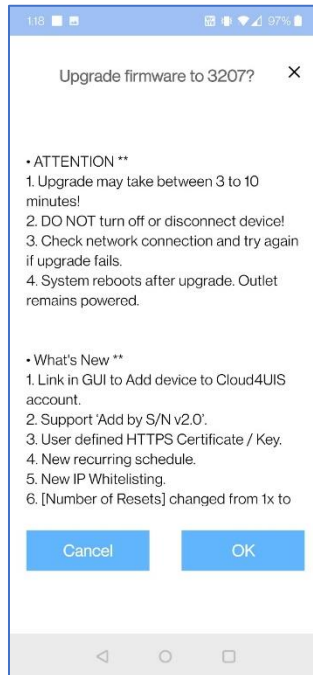 1:18 97%
Upgrade firmware to 3207? ×
• ATTENTION **
1. Upgrade may take between 3 to 10
minutes!
2. DO NOT turn off or disconnect device!
3. Check network connection and try again
if upgrade fails.
4. System reboots after upgrade. Outlet
remains powered.
• What's New **
1. Link in GUI to Add device to Cloud4UIS
account.
2. Support 'Add by S/N v2.0'.
3. User defined HTTPS Certificate / Key.
4. New recurring schedule.
5. New IP Whitelisting.
6. [Number of Resets] changed from 1x to
Cancel OK